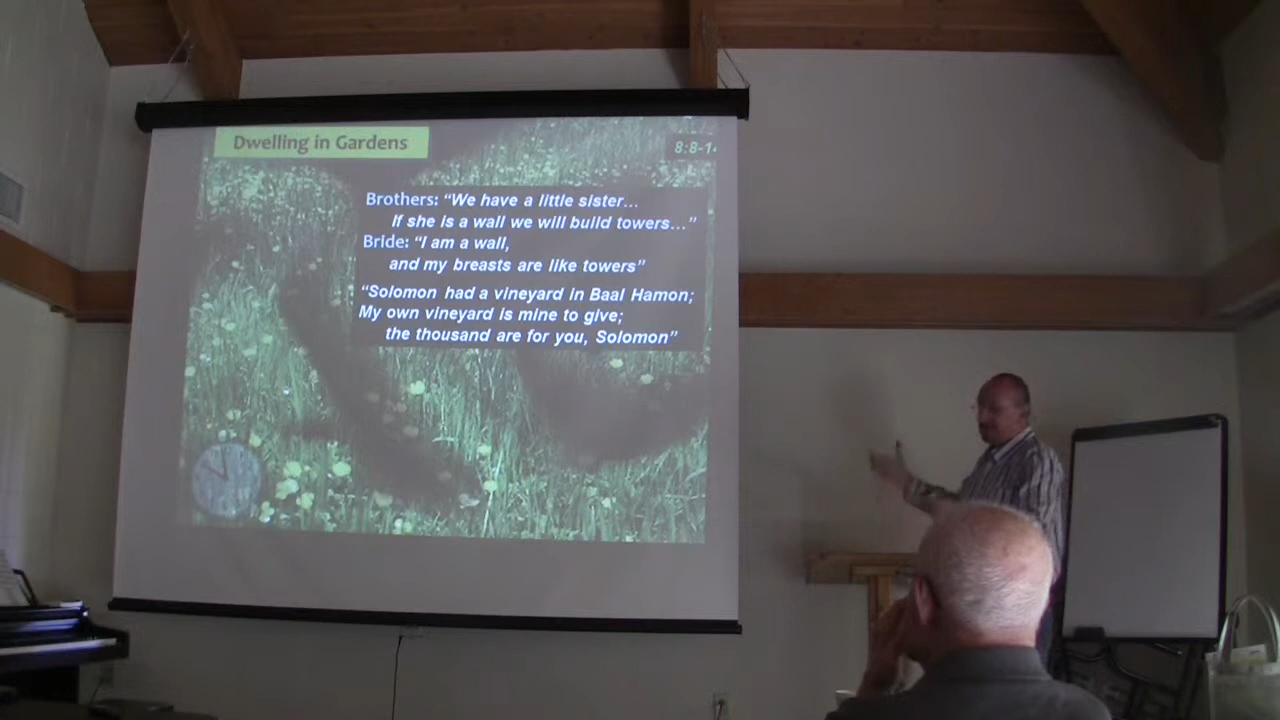 Dwelling in Gardens
8:8-1
Brothers: “We have a little sister…
If she is a wall we will build towers…”
Bride: “I am a wall,
and my breasts are like towers”
“Solomon had a vineyard in Baal Hamon;
My own vineyard is mine to give;
the thousand are for you, Solomon”